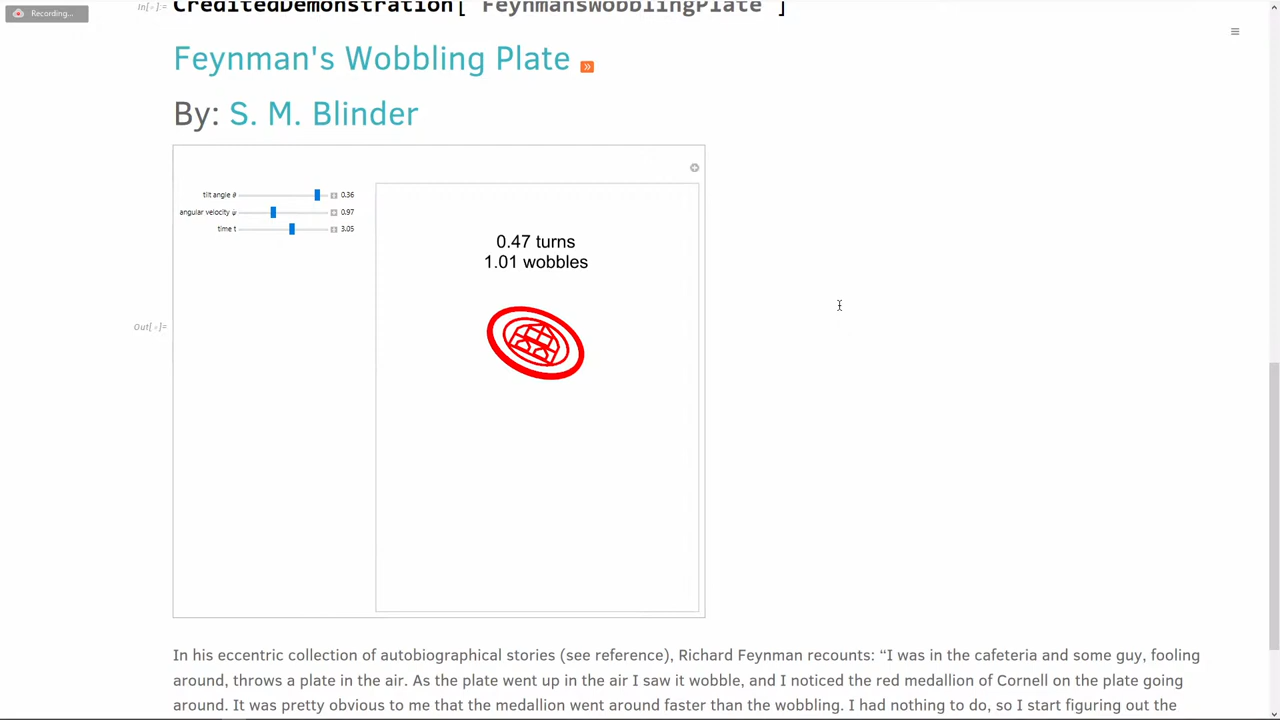 Recording...
In[ ]:= CreditedDemonstration["FeynmansWobblingPlate"]
Feynman's Wobbling Plate »
By: S. M. Blinder
tilt angle θ 0.36
angular velocity ψ 0.97
time t 3.05
0.47 turns
1.01 wobbles
Out[ ]=
In his eccentric collection of autobiographical stories (see reference), Richard Feynman recounts: “I was in the cafeteria and some guy, fooling
around, throws a plate in the air. As the plate went up in the air I saw it wobble, and I noticed the red medallion of Cornell on the plate going
around. It was pretty obvious to me that the medallion went around faster than the wobbling. I had nothing to do, so I start figuring out the